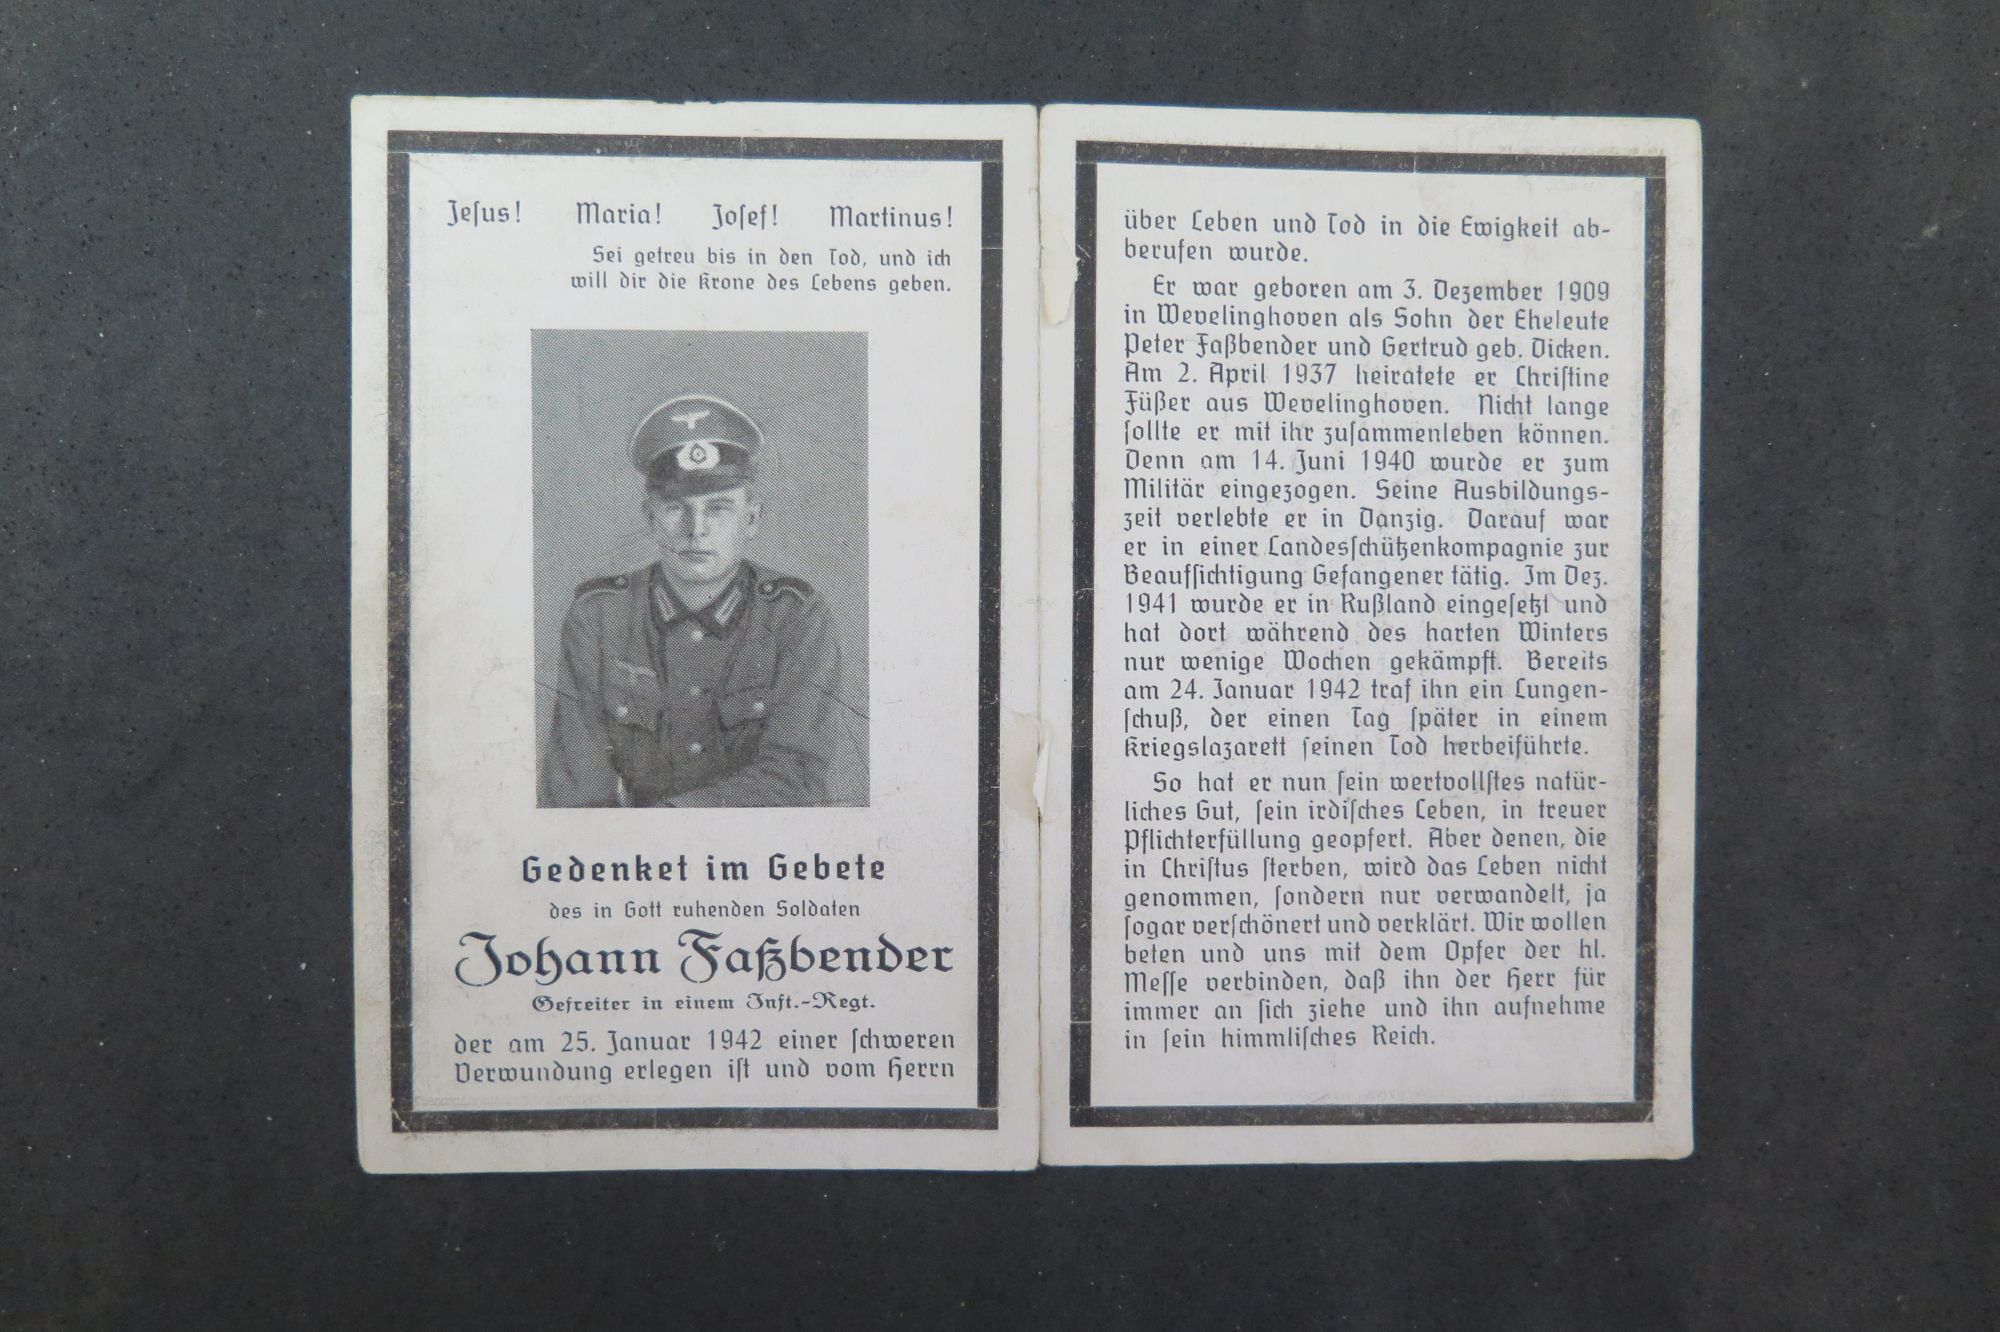 Jesus! Maria! Josef! Martinus!
Sei getreu bis in den Tod, und ich
will dir die Krone des Lebens geben.
Gedenket im Gebete
des in Gott ruhenden Soldaten
Johann Faßbender
Gefreiter in einem Inft.-Regt.
der am 25. Januar 1942 einer schweren
Verwundung erlegen ist und vom Herrn
über Leben und Tod in die Ewigkeit ab-
berufen wurde.
Er war geboren am 3. Dezember 1909
in Wevelinghoven als Sohn der Eheleute
Peter Faßbender und Gertrud geb. Dicken.
Am 2. April 1937 heiratete er Christine
Füßer aus Wevelinghoven. Nicht lange
sollte er mit ihr zusammenleben können.
Denn am 14. Juni 1940 wurde er zum
Militär eingezogen. Seine Ausbildungs-
zeit verlebte er in Danzig. Darauf war
er in einer Landesschützenkompagnie zur
Beaufsichtigung Gefangener tätig. Im Dez.
1941 wurde er in Rußland eingesetzt und
hat dort während des harten Winters
nur wenige Wochen gekämpft. Bereits
am 24. Januar 1942 traf ihn ein Lungen-
schuß, der einen Tag später in einem
Kriegslazarett seinen Tod herbeiführte.
So hat er nun sein wertvollstes natür-
liches Gut, sein irdisches Leben, in treuer
Pflichterfüllung geopfert. Aber denen, die
in Christus sterben, wird das Leben nicht
genommen, sondern nur verwandelt, ja
sogar verschönert und verklärt. Wir wollen
beten und uns mit dem Opfer der hl.
Messe verbinden, daß ihn der Herr für
immer an sich ziehe und ihn aufnehme
in sein himmlisches Reich.